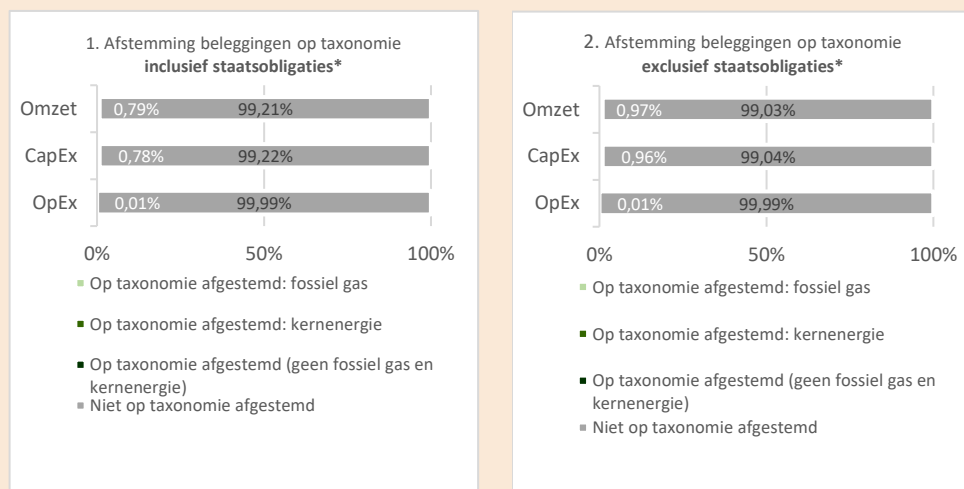 1. Afstemming beleggingen op taxonomie
inclusief staatsobligaties*
Omzet 0,79% 99,21%
CapEx 0,78% 99,22%
OpEx 0,01% 99,99%
0% 50% 100%
Op taxonomie afgestemd: fossiel gas
Op taxonomie afgestemd: kernenergie
Op taxonomie afgestemd (geen fossiel gas en
kernenergie)
Niet op taxonomie afgestemd
2. Afstemming beleggingen op taxonomie
exclusief staatsobligaties*
Omzet 0,97% 99,03%
CapEx 0,96% 99,04%
OpEx 0,01% 99,99%
0% 50% 100%
Op taxonomie afgestemd: fossiel gas
Op taxonomie afgestemd: kernenergie
Op taxonomie afgestemd (geen fossiel gas en
kernenergie)
Niet op taxonomie afgestemd